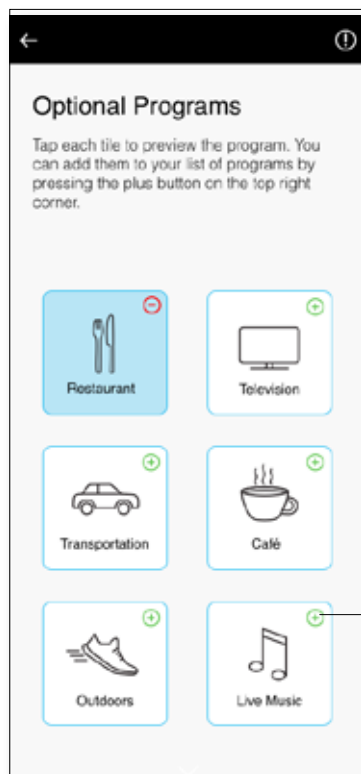 Optional Programs
Tap each tile to preview the program. You
can add them to your list of programs by
pressing the plus button on the top right
corner.
Restaurant
Television
Transportation
Café
Outdoors
Live Music